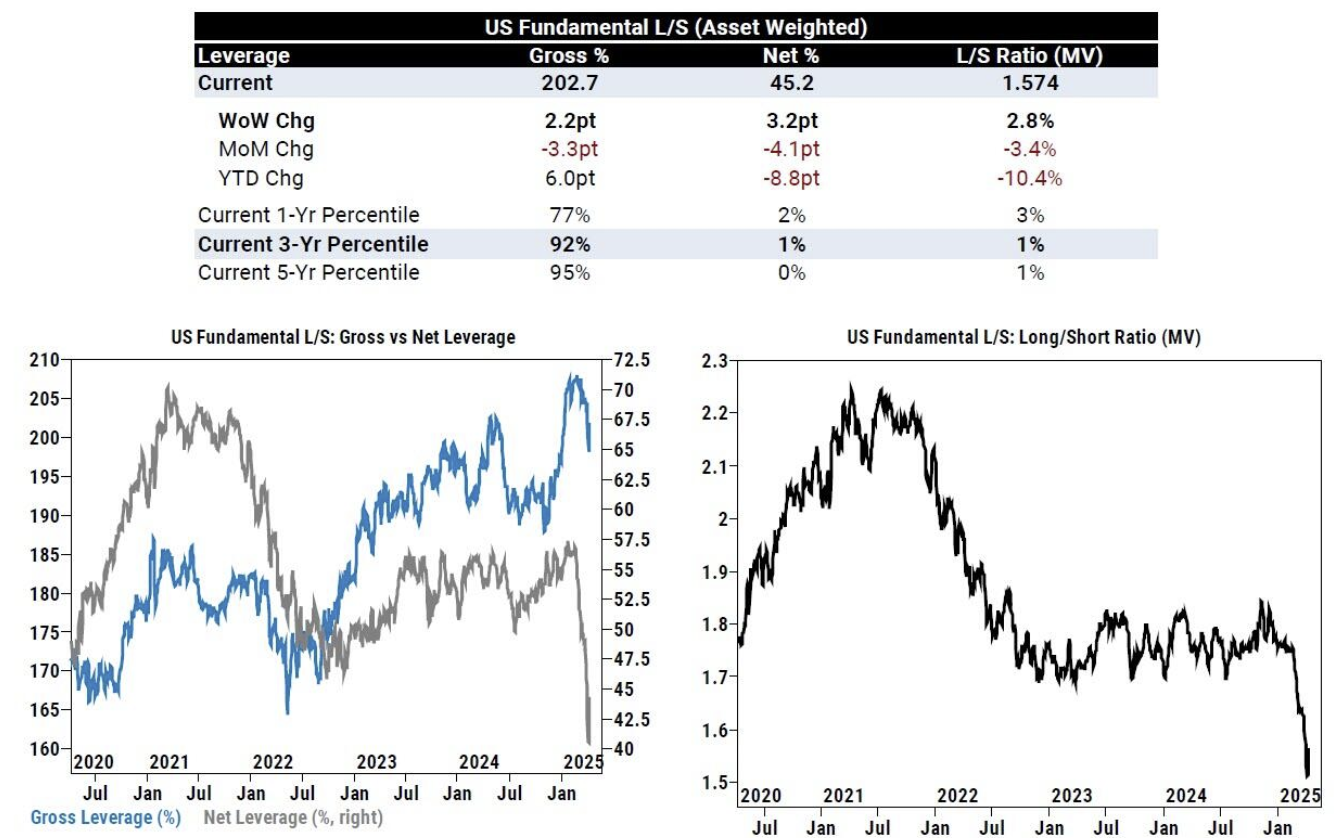 US Fundamental L/S (Asset Weighted)
Leverage Gross % Net % L/S Ratio (MV)
Current 202.7 45.2 1.574
WoW Chg 2.2pt 3.2pt 2.8%
MoM Chg -3.3pt -4.1pt -3.4%
YTD Chg 6.0pt -8.8pt -10.4%
Current 1-Yr Percentile 77% 2% 3%
Current 3-Yr Percentile 92% 1% 1%
Current 5-Yr Percentile 95% 0% 1%
US Fundamental L/S: Gross vs Net Leverage
210 72.5
70
205
67.5
200
65
195
62.5
190 60
57.5
185
55
180
52.5
175
50
170 47.5
45
165
42.5
160 40
2020 2021 2022 2023 2024 2025
Jul Jan Jul Jan Jul Jan Jul Jan Jul Jan
Gross Leverage (%) Net Leverage (%, right)
US Fundamental L/S: Long/Short Ratio (MV)
2.3
2.2
2.1
2
1.9
1.8
1.7
1.6
1.5
2020 2021 2022 2023 2024 2025
Jul Jan Jul Jan Jul Jan Jul Jan Jul Jan